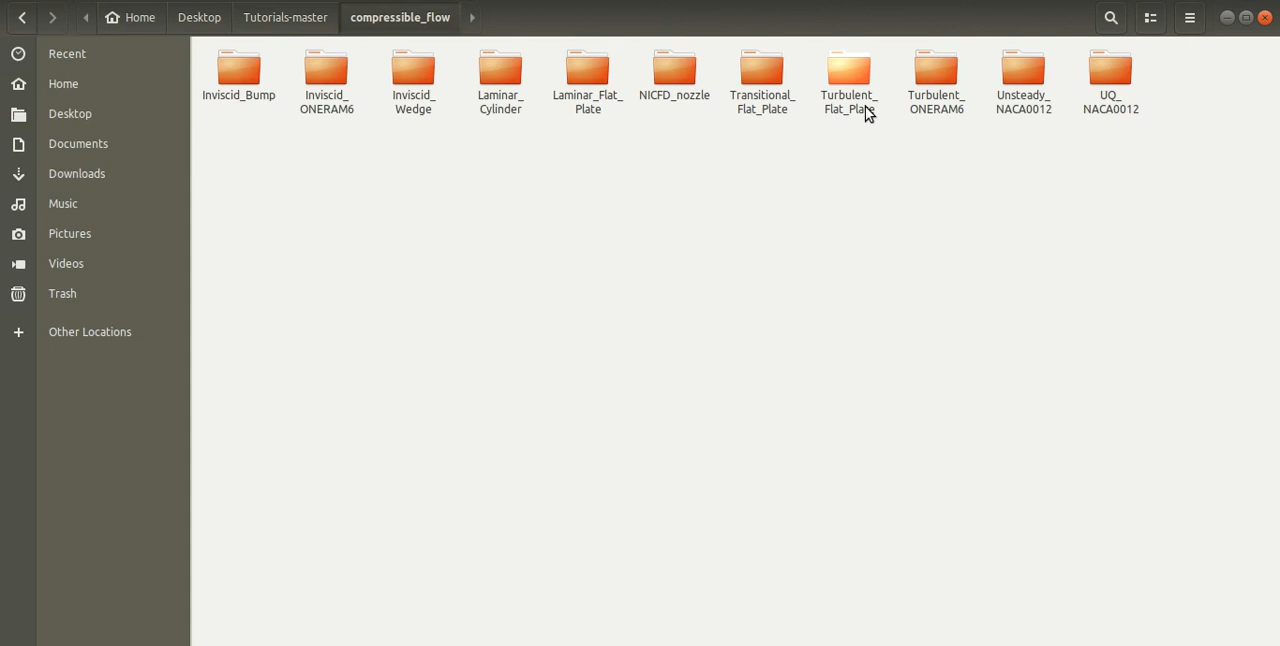 Home
Desktop
Tutorials-master
compressible_flow
Recent
Home
Desktop
Documents
Downloads
Music
Pictures
Videos
Trash
Other Locations
Inviscid_Bump
Inviscid_
ONERAM6
Inviscid_
Wedge
Laminar_
Cylinder
Laminar_Flat_
Plate
NICFD_nozzle
Transitional_
Flat_Plate
Turbulent_
Flat_Plate
Turbulent_
ONERAM6
Unsteady_
NACA0012
UQ_
NACA0012